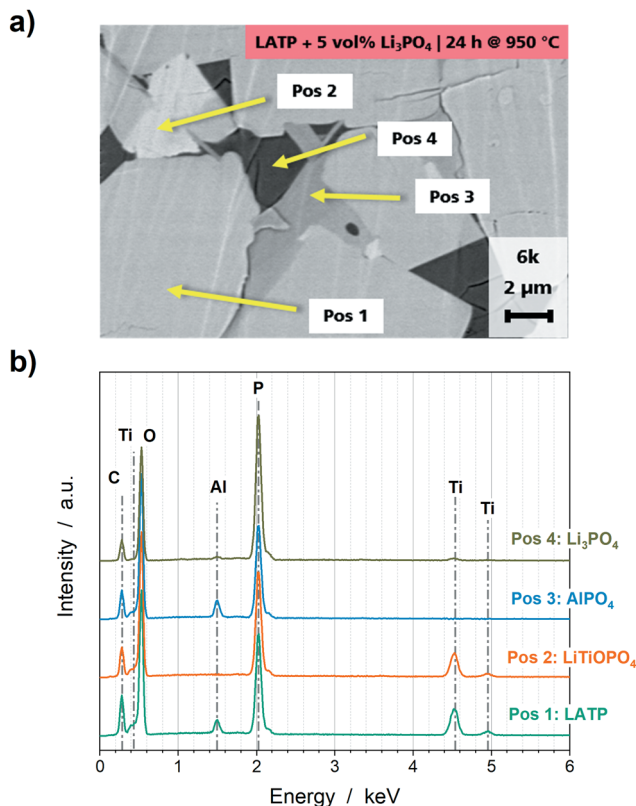 a)
LATP + 5 vol% Li₃PO₄ | 24 h @ 950 °C
Pos 2
Pos 4
Pos 3
Pos 1
6k
2 µm
b)
P
Ti
O
C
Al
Ti
Ti
Pos 4: Li₃PO₄
Pos 3: AlPO₄
Pos 2: LiTiOPO₄
Pos 1: LATP
Intensity / a.u.
0 1 2 3 4 5 6
Energy / keV